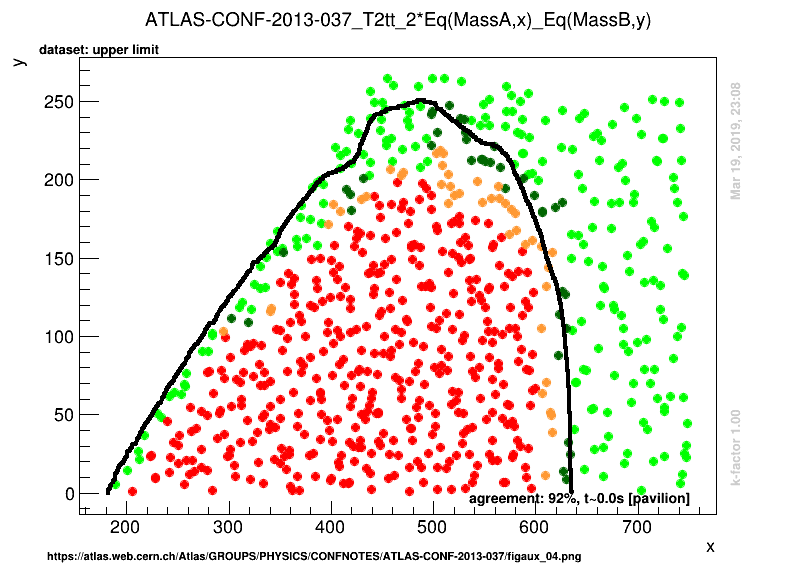 ATLAS-CONF-2013-037_T2tt_2*Eq(MassA,x)_Eq(MassB,y)
dataset: upper limit
y
250
200
150
100
50
0
200
300
400
500
600
700
x
agreement: 92%, t~0.0s [pavilion]
Mar 19, 2019, 23:08
k-factor 1.00
https://atlas.web.cern.ch/Atlas/GROUPS/PHYSICS/CONFNOTES/ATLAS-CONF-2013-037/figaux_04.png